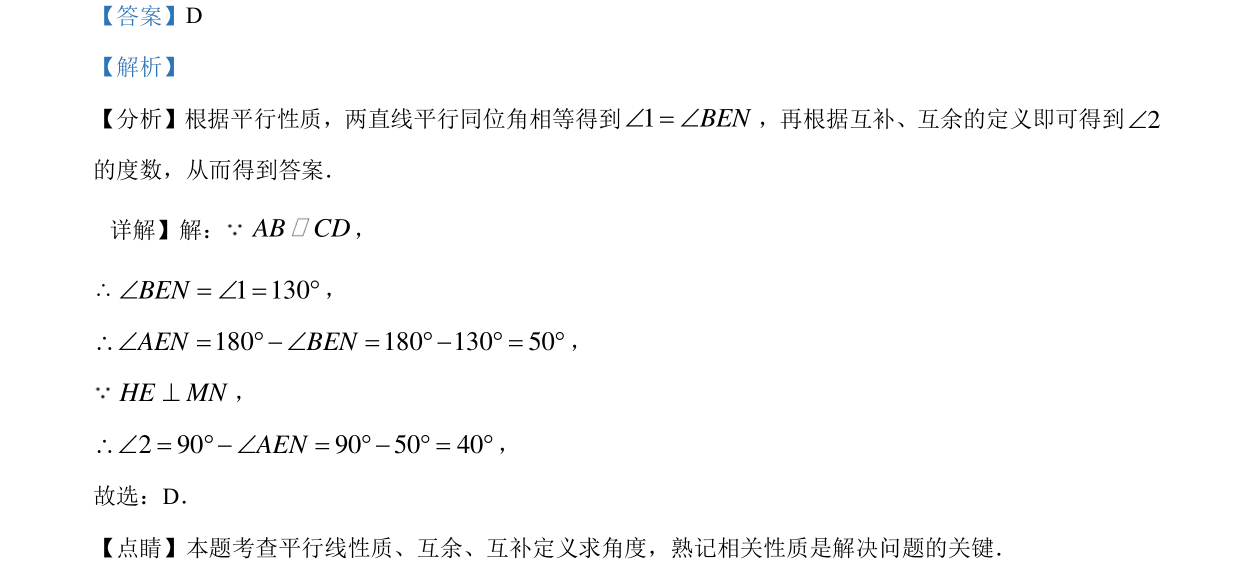 【答案】D
【解析】
【分析】根据平行性质，两直线平行同位角相等得到∠1=∠BEN，再根据互补、互余的定义即可得到∠2
的度数，从而得到答案．
详解】解：∵ AB▯CD，
∴∠BEN=∠1=130°，
∴∠AEN=180°−∠BEN=180°−130°=50°，
∵ HE⊥MN，
∴∠2=90°−∠AEN=90°−50°=40°，
故选：D．
【点睛】本题考查平行线性质、互余、互补定义求角度，熟记相关性质是解决问题的关键．